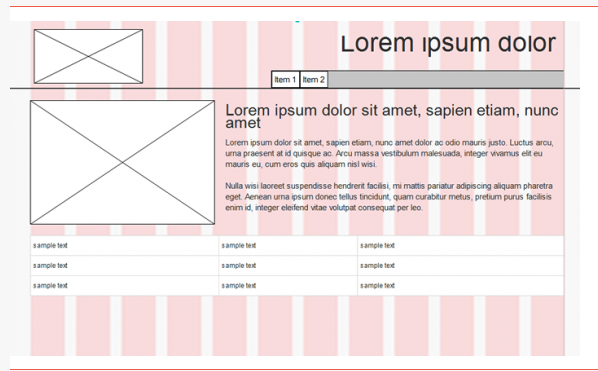 Lorem ipsum dolor
Item 1 Item 2
Lorem ipsum dolor sit amet, sapien etiam, nunc
amet
Lorem ipsum dolor sit amet, sapien etiam, nunc amet dolor ac odio mauris justo. Luctus arcu,
urna praesent at id quisque ac. Arcu massa vestibulum malesuada, integer vivamus elit eu
mauris eu, cum eros quis aliquam nisl wisi.
Nulla wisi laoreet suspendisse hendrerit facilisi, mi mattis pariatur adipiscing aliquam pharetra
eget. Aenean urna ipsum donec tellus tincidunt, quam curabitur metus, pretium purus facilisis
enim id, integer eleifend vitae volutpat consequat per leo.
sample text sample text sample text
sample text sample text sample text
sample text sample text sample text